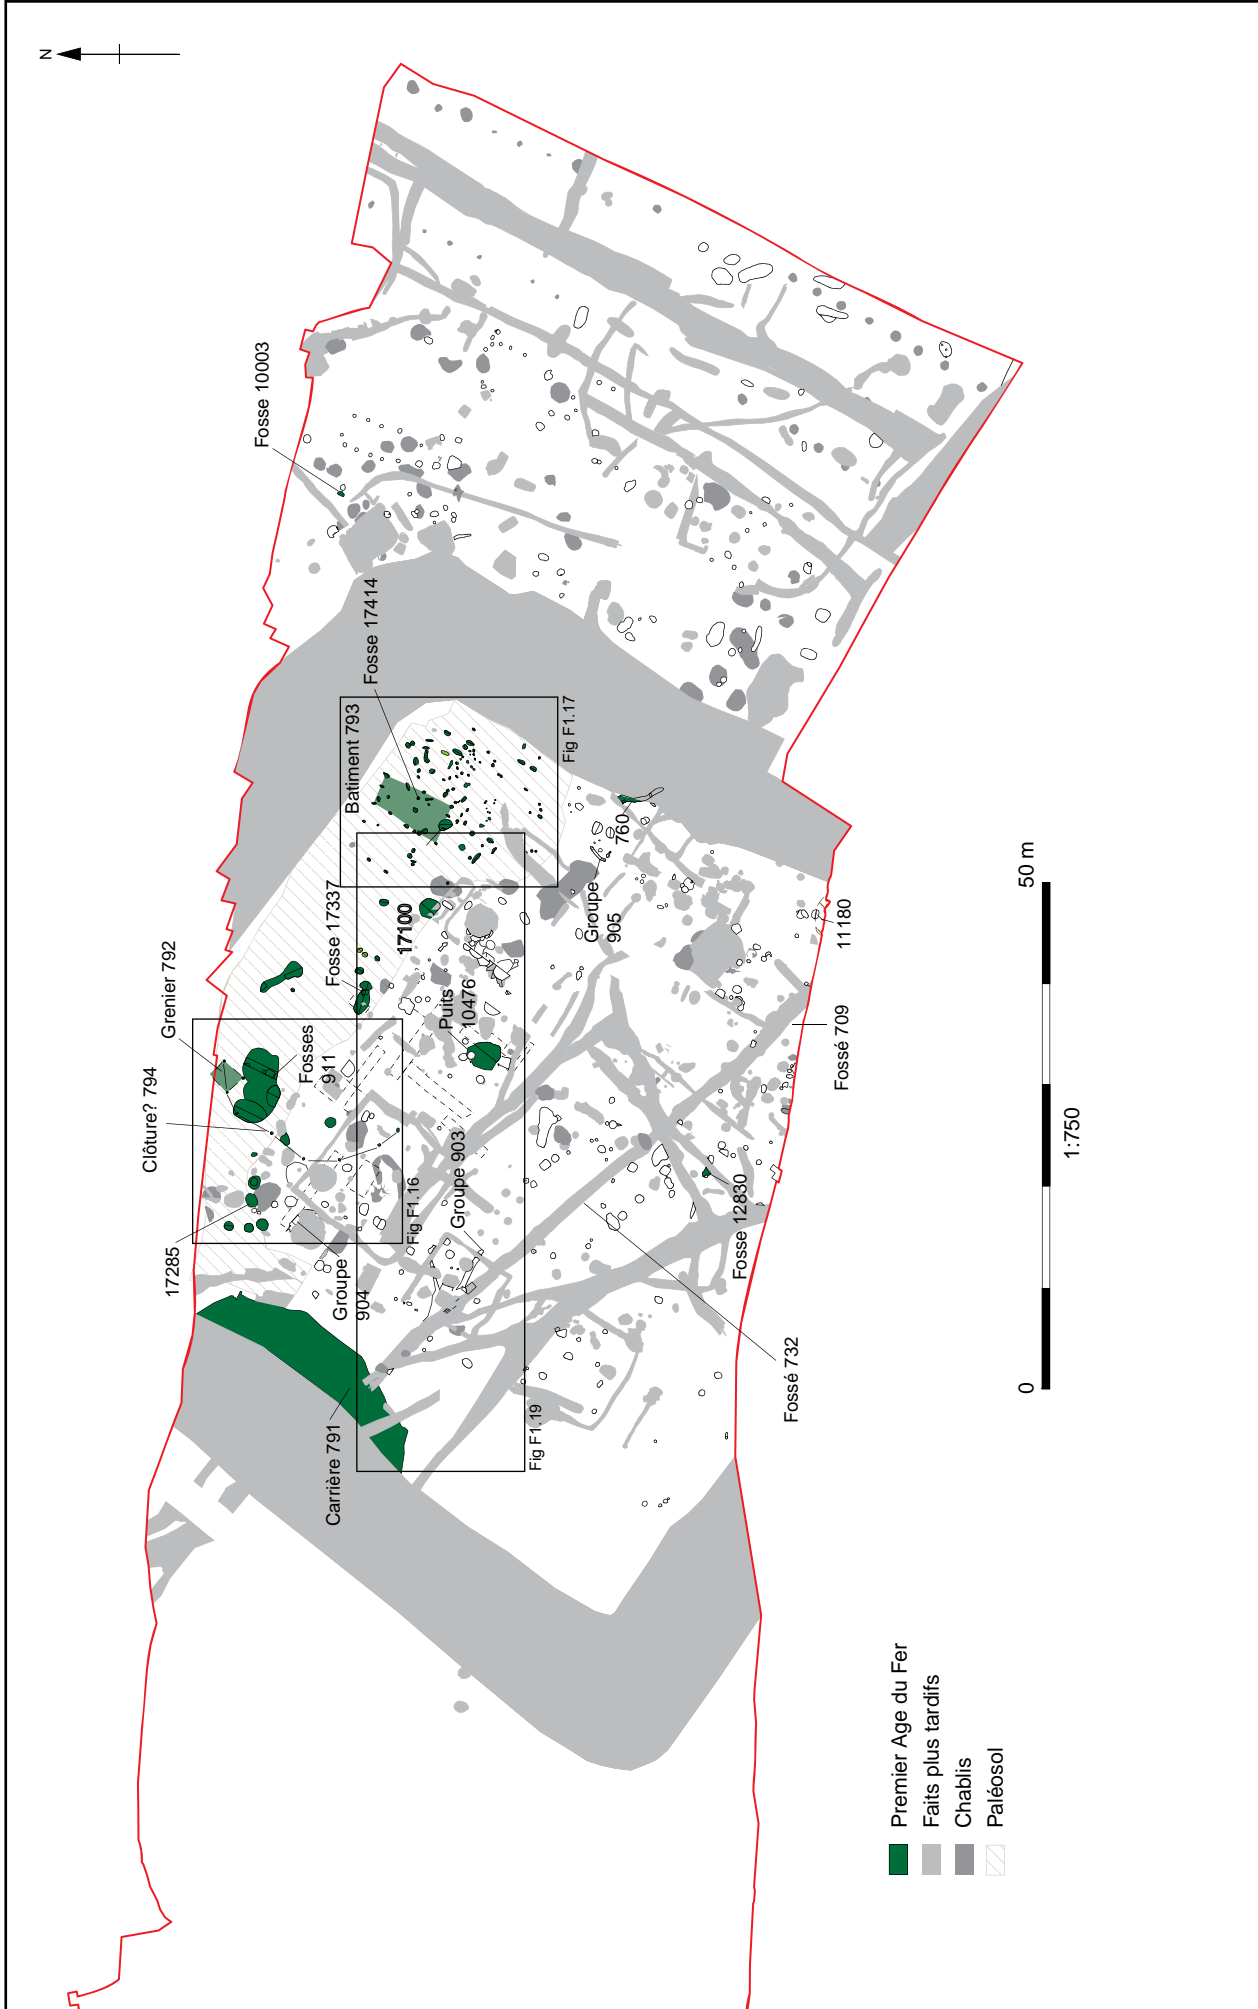 N
Fosse 10003
Fosse 17414
Batiment 793
Fig F1.17
Fosse 17337
17100
Grenier 792
Clôture? 794
Fosses
911
Puits
10476
760
Groupe
905
11180
Fossé 709
17285
Groupe
904
Fig F1.16
Groupe 903
Fosse 12830
Fossé 732
Carrière 791
Fig F1.19
0
50 m
1:750
Premier Age du Fer
Faits plus tardifs
Chablis
Paléosol